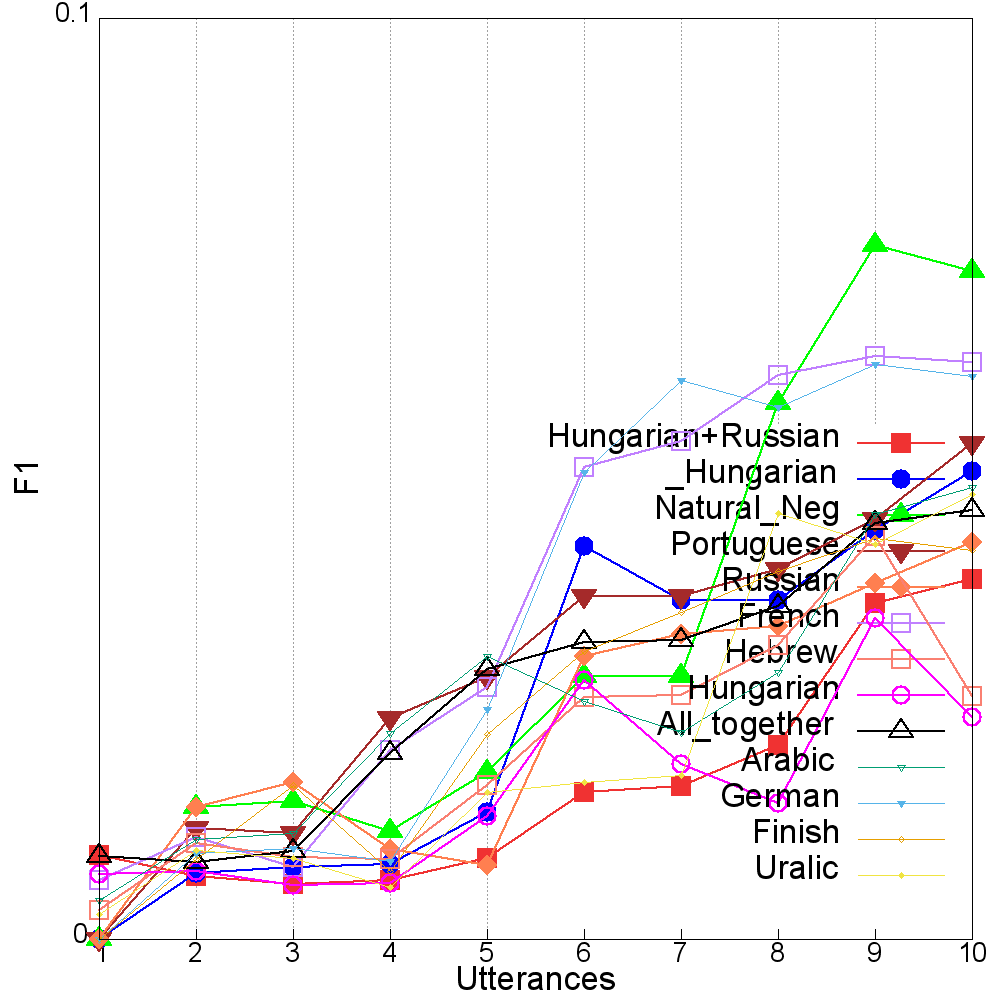 0.1
F1
Hungarian+Russian
_Hungarian
Natural_Neg
Portuguese
Russian
French
Hebrew
Hungarian
All_together
Arabic
German
Finish
Uralic
0
1 2 3 4 5 6 7 8 9 10
Utterances